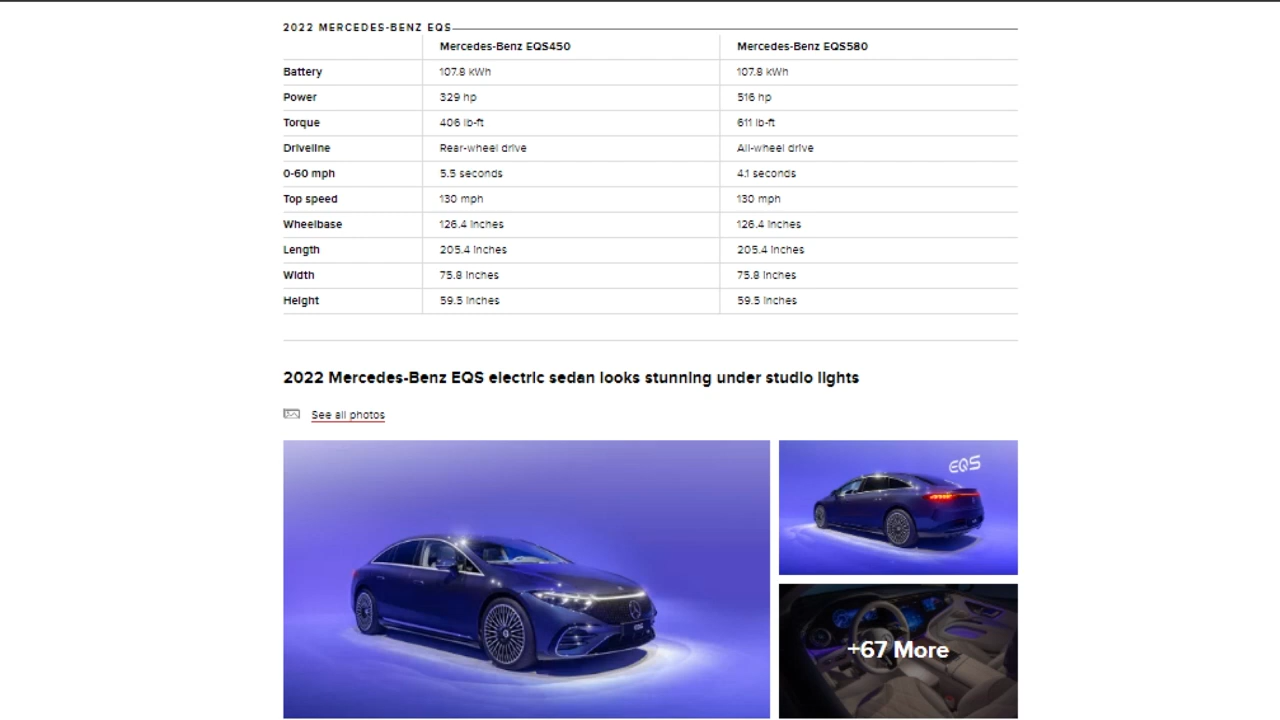 2022 MERCEDES-BENZ EQS
Mercedes-Benz EQS450 Mercedes-Benz EQS580
Battery 107.8 kWh 107.8 kWh
Power 329 hp 516 hp
Torque 406 lb-ft 611 lb-ft
Driveline Rear-wheel drive All-wheel drive
0-60 mph 5.5 seconds 4.1 seconds
Top speed 130 mph 130 mph
Wheelbase 126.4 inches 126.4 inches
Length 205.4 inches 205.4 inches
Width 75.8 inches 75.8 inches
Height 59.5 inches 59.5 inches
2022 Mercedes-Benz EQS electric sedan looks stunning under studio lights
See all photos
EQS
+67 More